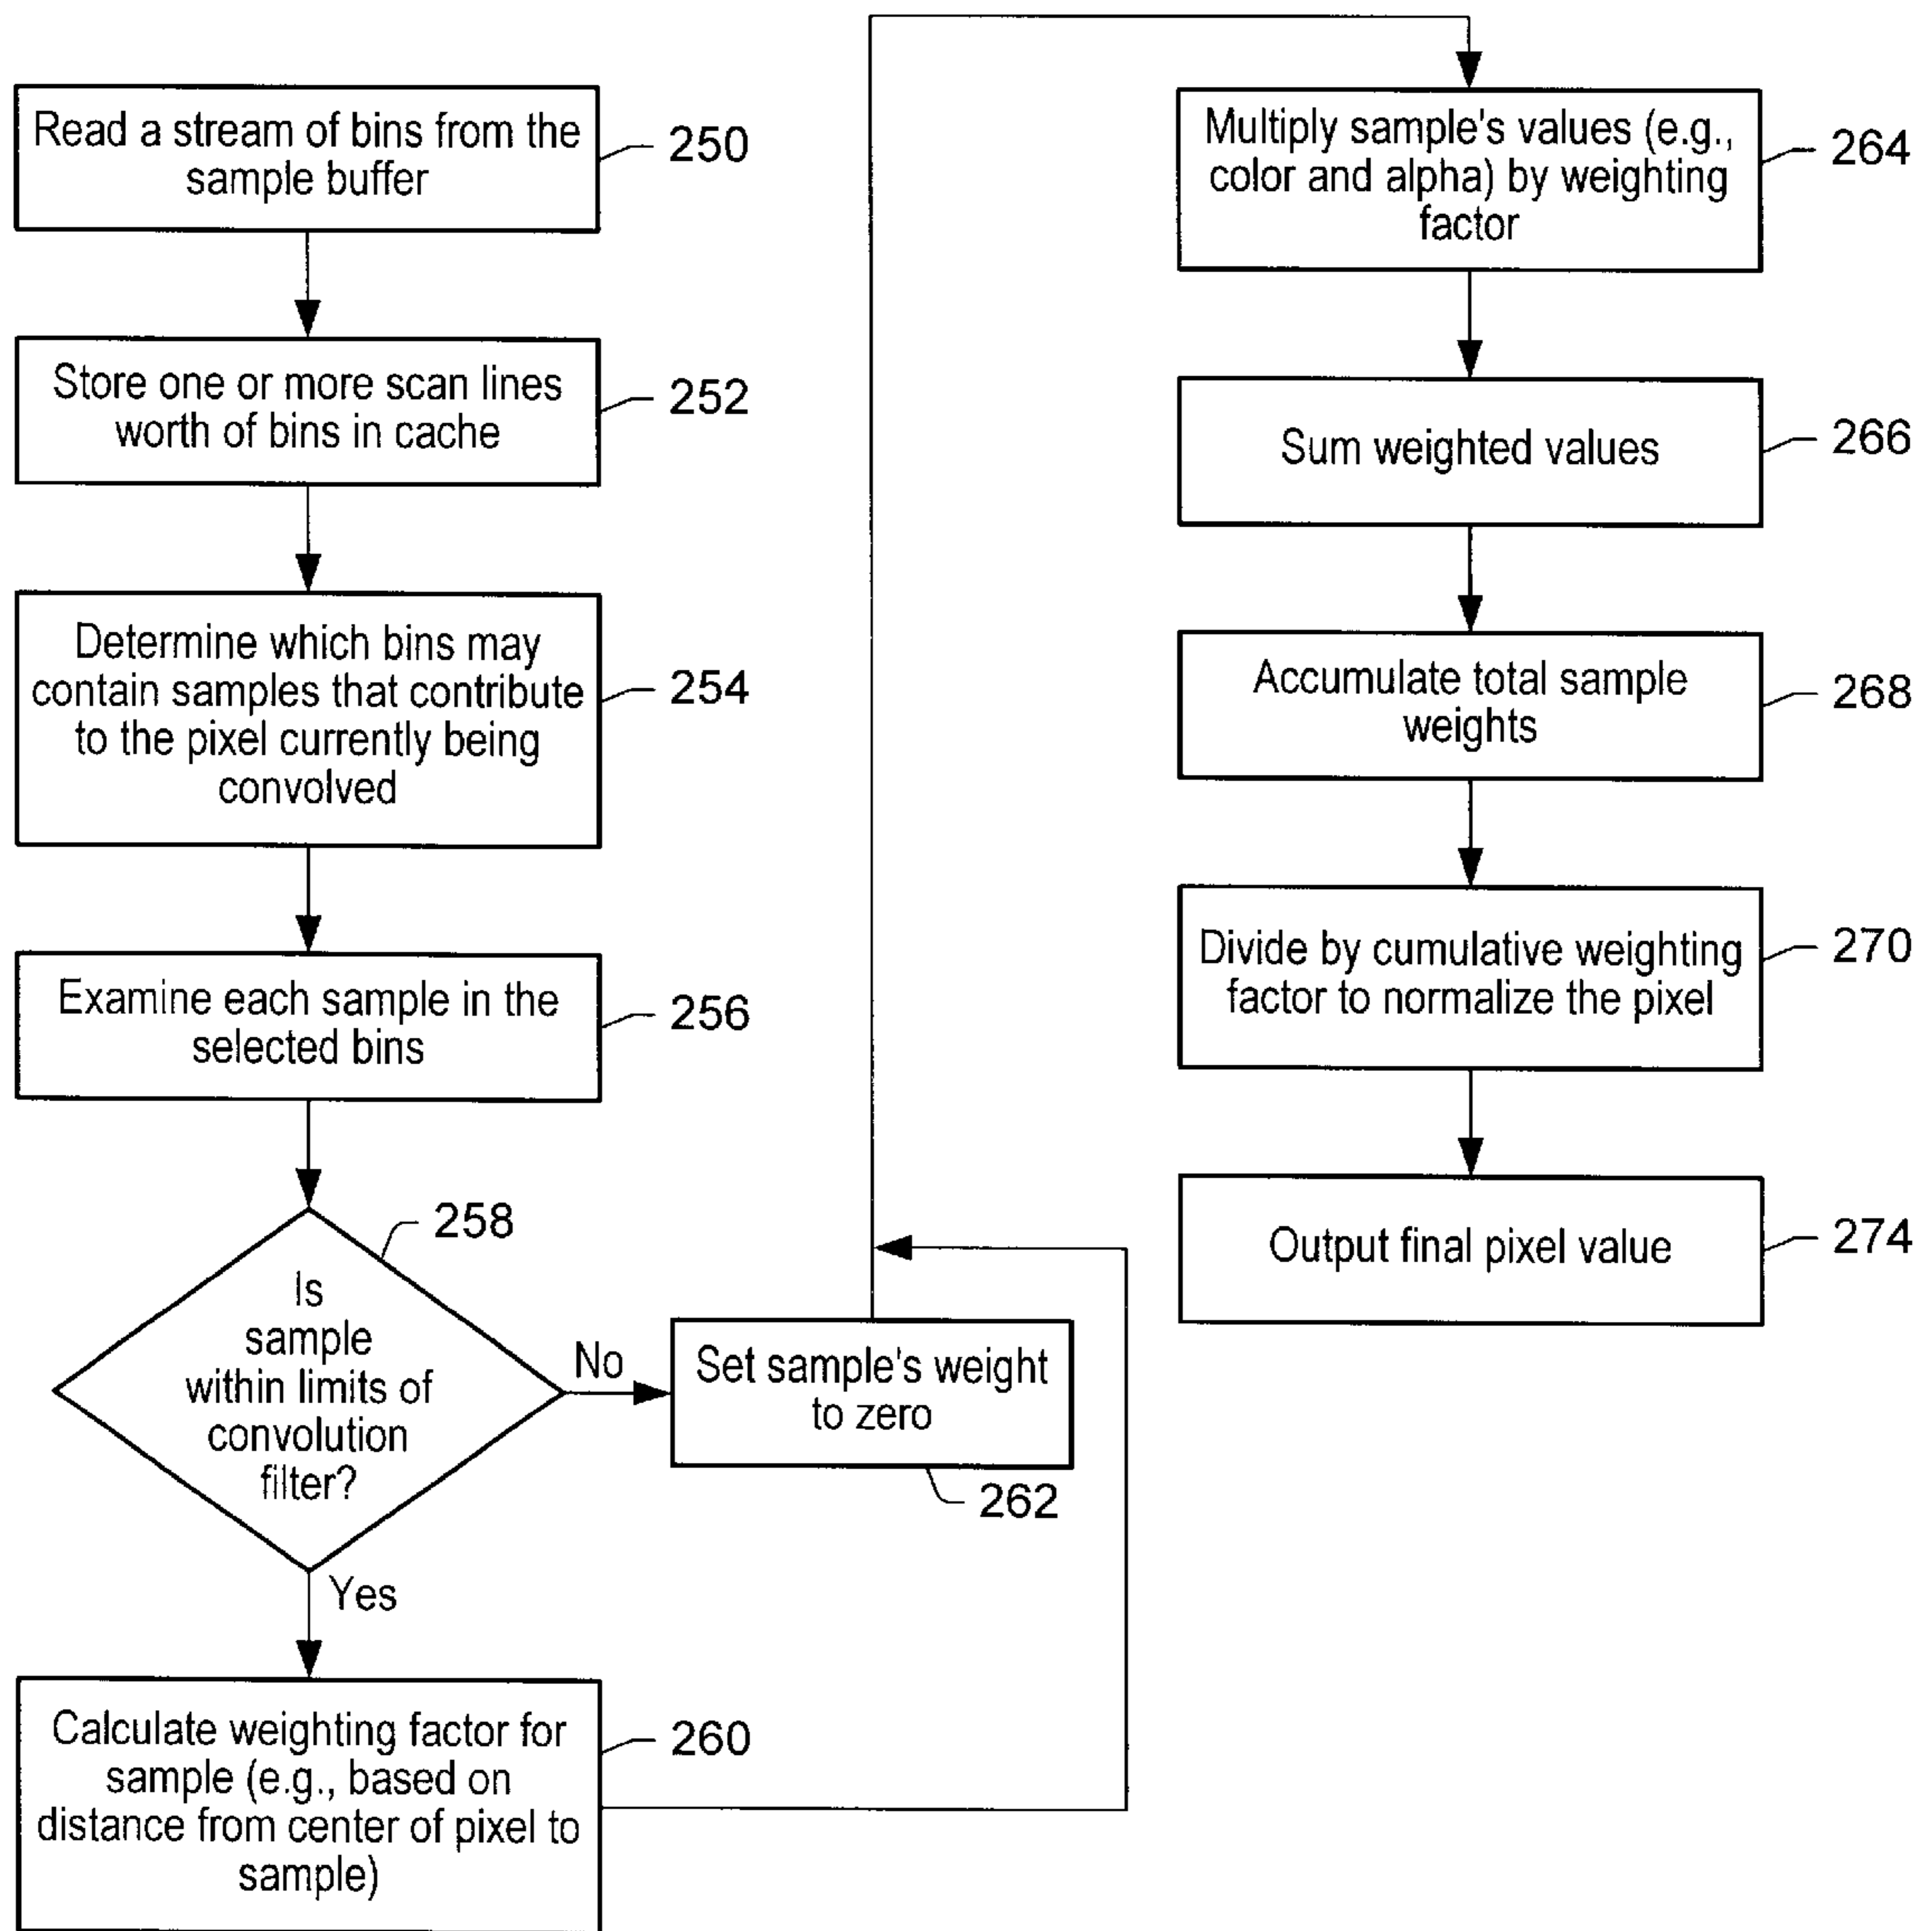 Read a stream of bins from the
sample buffer
250
Store one or more scan lines
worth of bins in cache
252
Determine which bins may
contain samples that contribute
to the pixel currently being
convolved
254
Examine each sample in the
selected bins
256
258
Is
sample
within limits of
convolution
filter?
No
Set sample's weight
to zero
262
Yes
Calculate weighting factor for
sample (e.g., based on
distance from center of pixel to
sample)
260
Multiply sample's values (e.g.,
color and alpha) by weighting
factor
264
Sum weighted values
266
Accumulate total sample
weights
268
Divide by cumulative weighting
factor to normalize the pixel
270
Output final pixel value
274